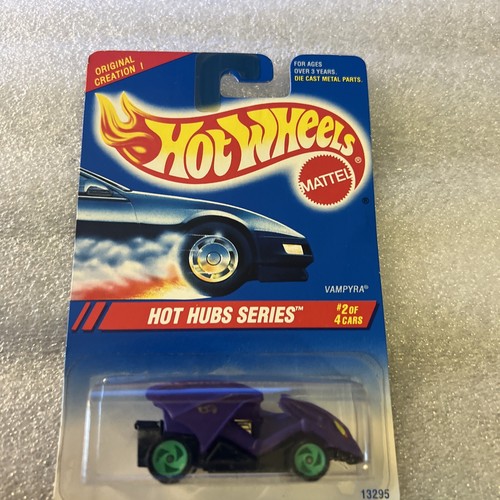 ORIGINAL
CREATION !
FOR AGES
OVER 3 YEARS.
DIE CAST METAL PARTS.
HOT WHEELS®
MATTEL
®
VAMPYRA®
HOT HUBS SERIES™
#2 OF
4 CARS
13295